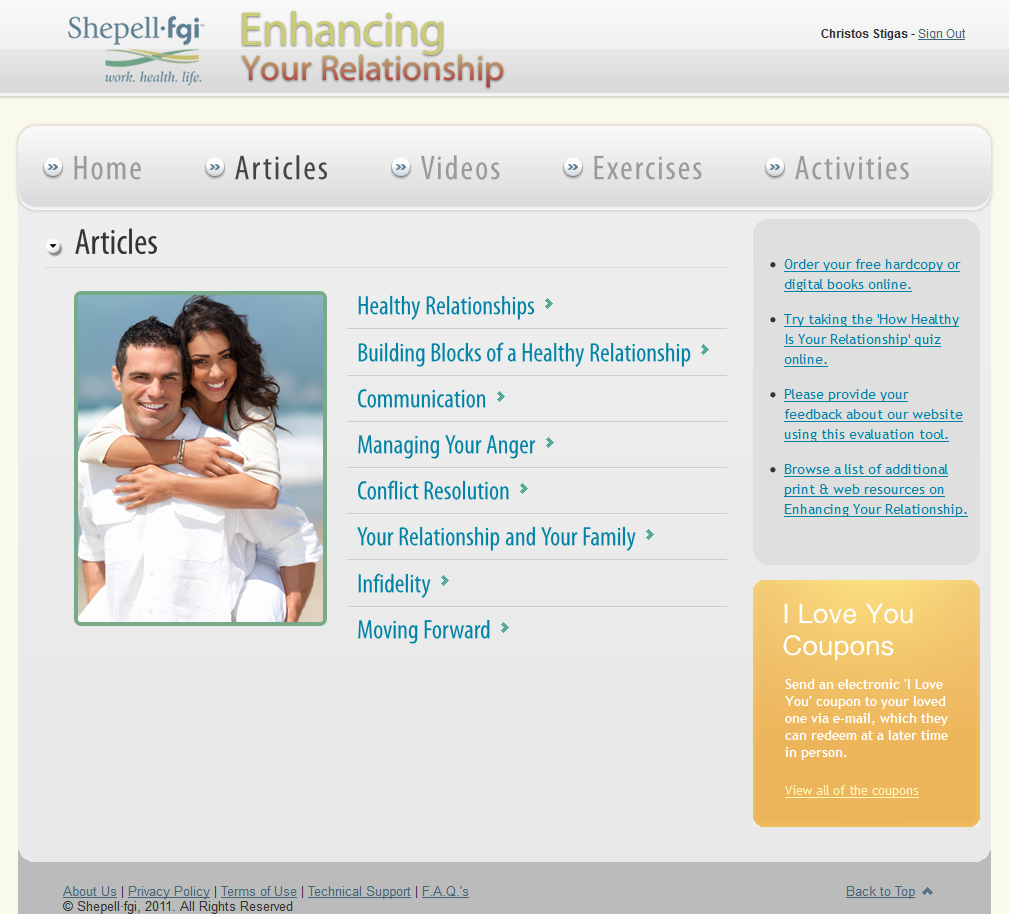 Shepell·fgi™
work. health. life.
Enhancing
Your Relationship
Christos Stigas - Sign Out
Home
Articles
Videos
Exercises
Activities
Articles
Healthy Relationships
Building Blocks of a Healthy Relationship
Communication
Managing Your Anger
Conflict Resolution
Your Relationship and Your Family
Infidelity
Moving Forward
• Order your free hardcopy or
digital books online.
• Try taking the 'How Healthy
Is Your Relationship' quiz
online.
• Please provide your
feedback about our website
using this evaluation tool.
• Browse a list of additional
print & web resources on
Enhancing Your Relationship.
I Love You
Coupons
Send an electronic 'I Love
You' coupon to your loved
one via e-mail, which they
can redeem at a later time
in person.
View all of the coupons
About Us | Privacy Policy | Terms of Use | Technical Support | F.A.Q.'s
Back to Top
© Shepell·fgi, 2011. All Rights Reserved